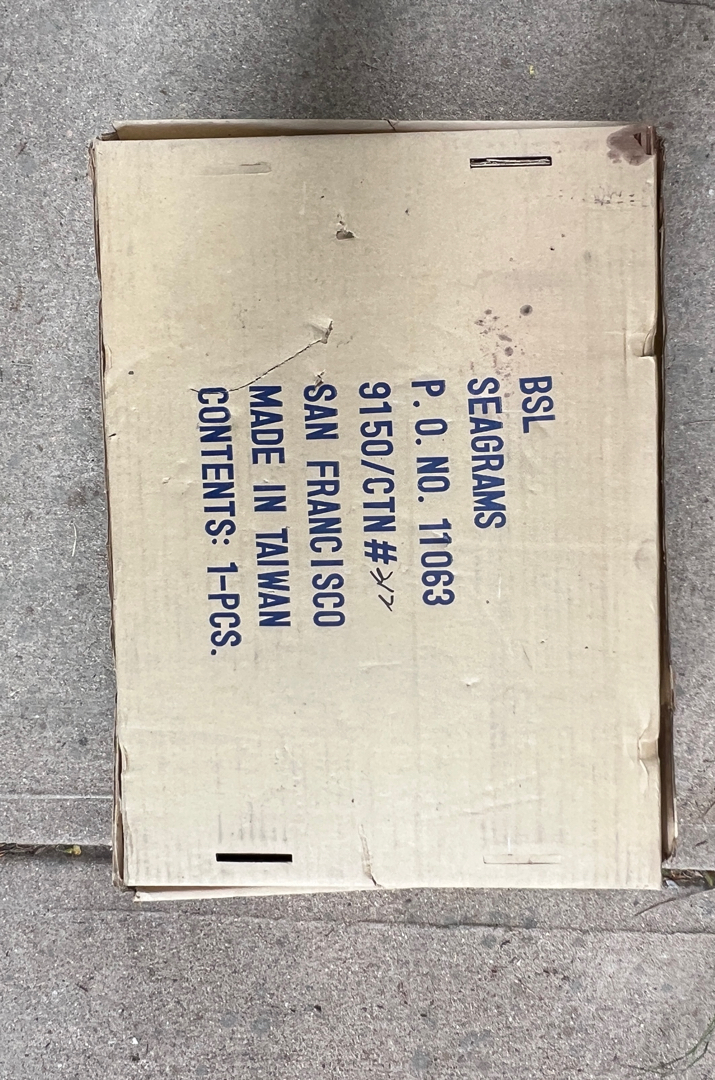 BSL
SEAGRAMS
P. O. NO. 11063
9150/CTN#
SAN FRANCISCO
MADE IN TAIWAN
CONTENTS: 1-PCS.